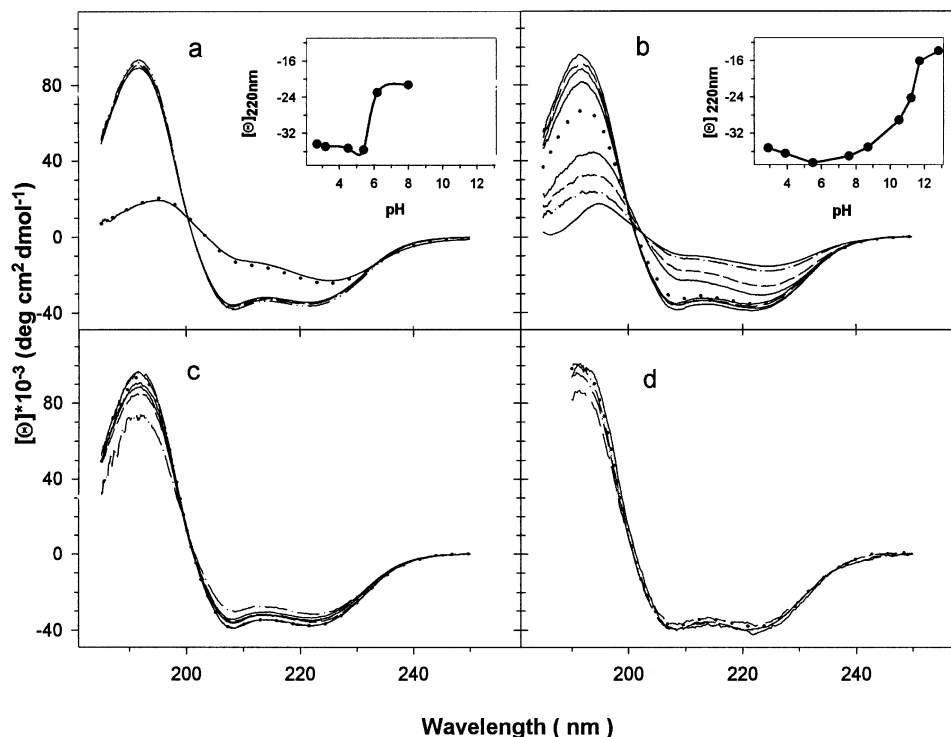 a
[Θ]220nm
-16
-24
-32
4 6 8 10 12
pH
b
[Θ] 220nm
-16
-24
-32
4 6 8 10 12
pH
80
40
0
-40
c
d
80
40
0
-40
[Θ]*10-3 (deg cm2 dmol-1)
200 220 240
200 220 240
Wavelength ( nm )